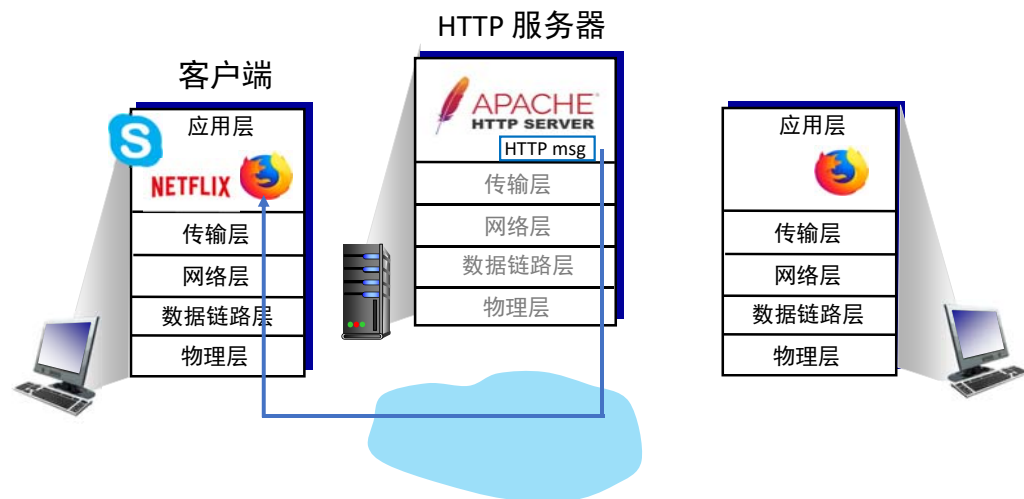 HTTP 服务器
客户端
应用层
S
NETFLIX
传输层
网络层
数据链路层
物理层
APACHE
HTTP SERVER
HTTP msg
传输层
网络层
数据链路层
物理层
应用层
传输层
网络层
数据链路层
物理层